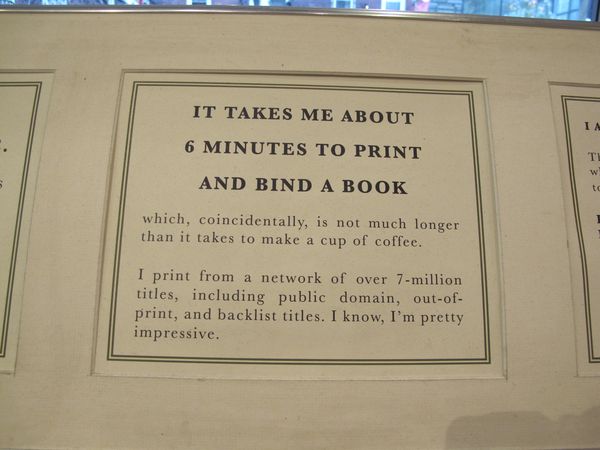 IT TAKES ME ABOUT
6 MINUTES TO PRINT
AND BIND A BOOK
which, coincidentally, is not much longer
than it takes to make a cup of coffee.
I print from a network of over 7-million
titles, including public domain, out-of-
print, and backlist titles. I know, I'm pretty
impressive.